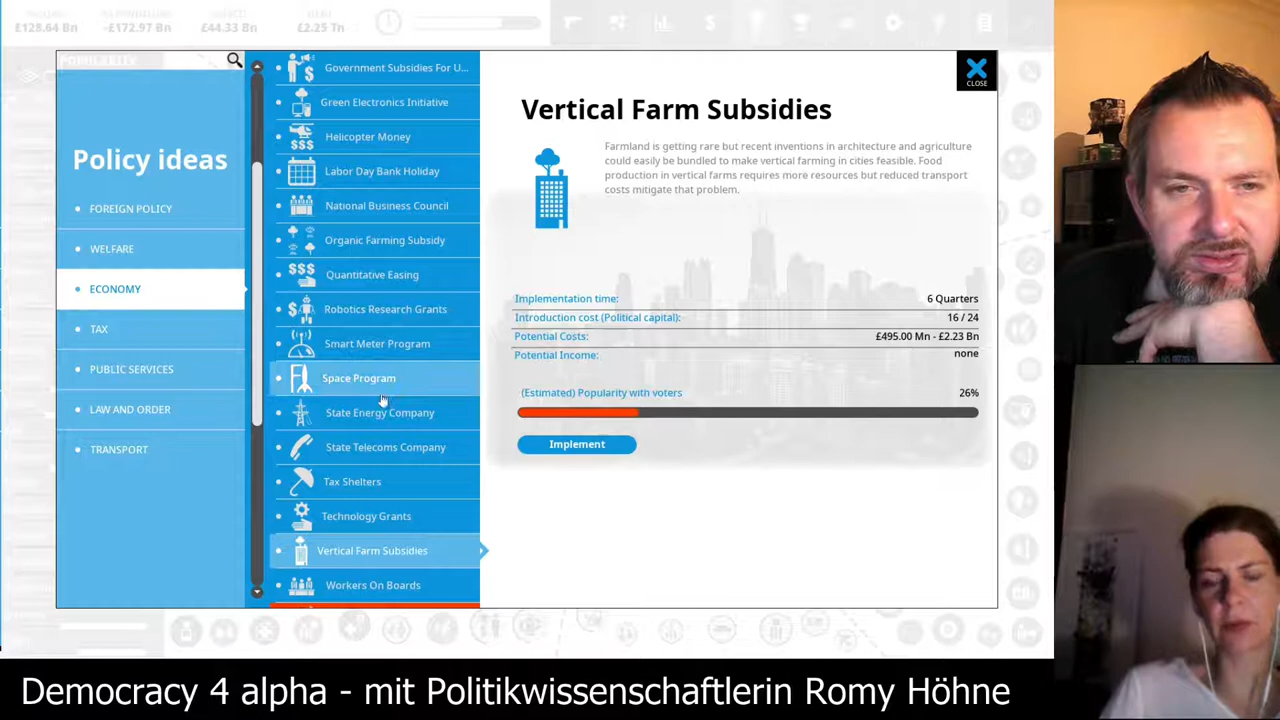 £128.64 Bn
-£172.97 Bn
£44.33 Bn
£2.25 Tn
POPULARITY
Policy ideas
FOREIGN POLICY
WELFARE
ECONOMY
TAX
PUBLIC SERVICES
LAW AND ORDER
TRANSPORT
Government Subsidies For U...
Green Electronics Initiative
Helicopter Money
Labor Day Bank Holiday
National Business Council
Organic Farming Subsidy
Quantitative Easing
Robotics Research Grants
Smart Meter Program
Space Program
State Energy Company
State Telecoms Company
Tax Shelters
Technology Grants
Vertical Farm Subsidies
Workers On Boards
CLOSE
Vertical Farm Subsidies
Farmland is getting rare but recent inventions in architecture and agriculture
could easily be bundled to make vertical farming in cities feasible. Food
production in vertical farms requires more resources but reduced transport
costs mitigate that problem.
Implementation time: 6 Quarters
Introduction cost (Political capital): 16 / 24
Potential Costs: £495.00 Mn - £2.23 Bn
Potential Income: none
(Estimated) Popularity with voters 26%
Implement
Democracy 4 alpha - mit Politikwissenschaftlerin Romy Höhne